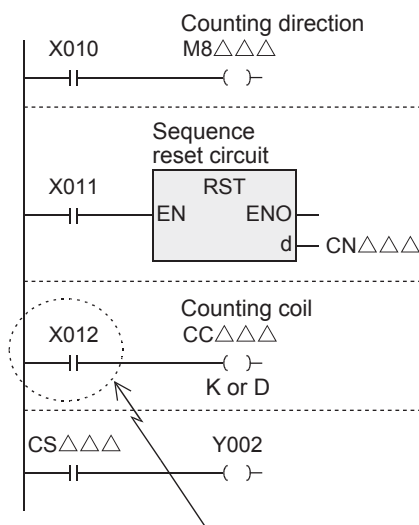 Counting direction
X010 M8△△△
Sequence
reset circuit
X011 RST
EN ENO
d CN△△△
Counting coil
X012 CC△△△
K or D
CS△△△ Y002